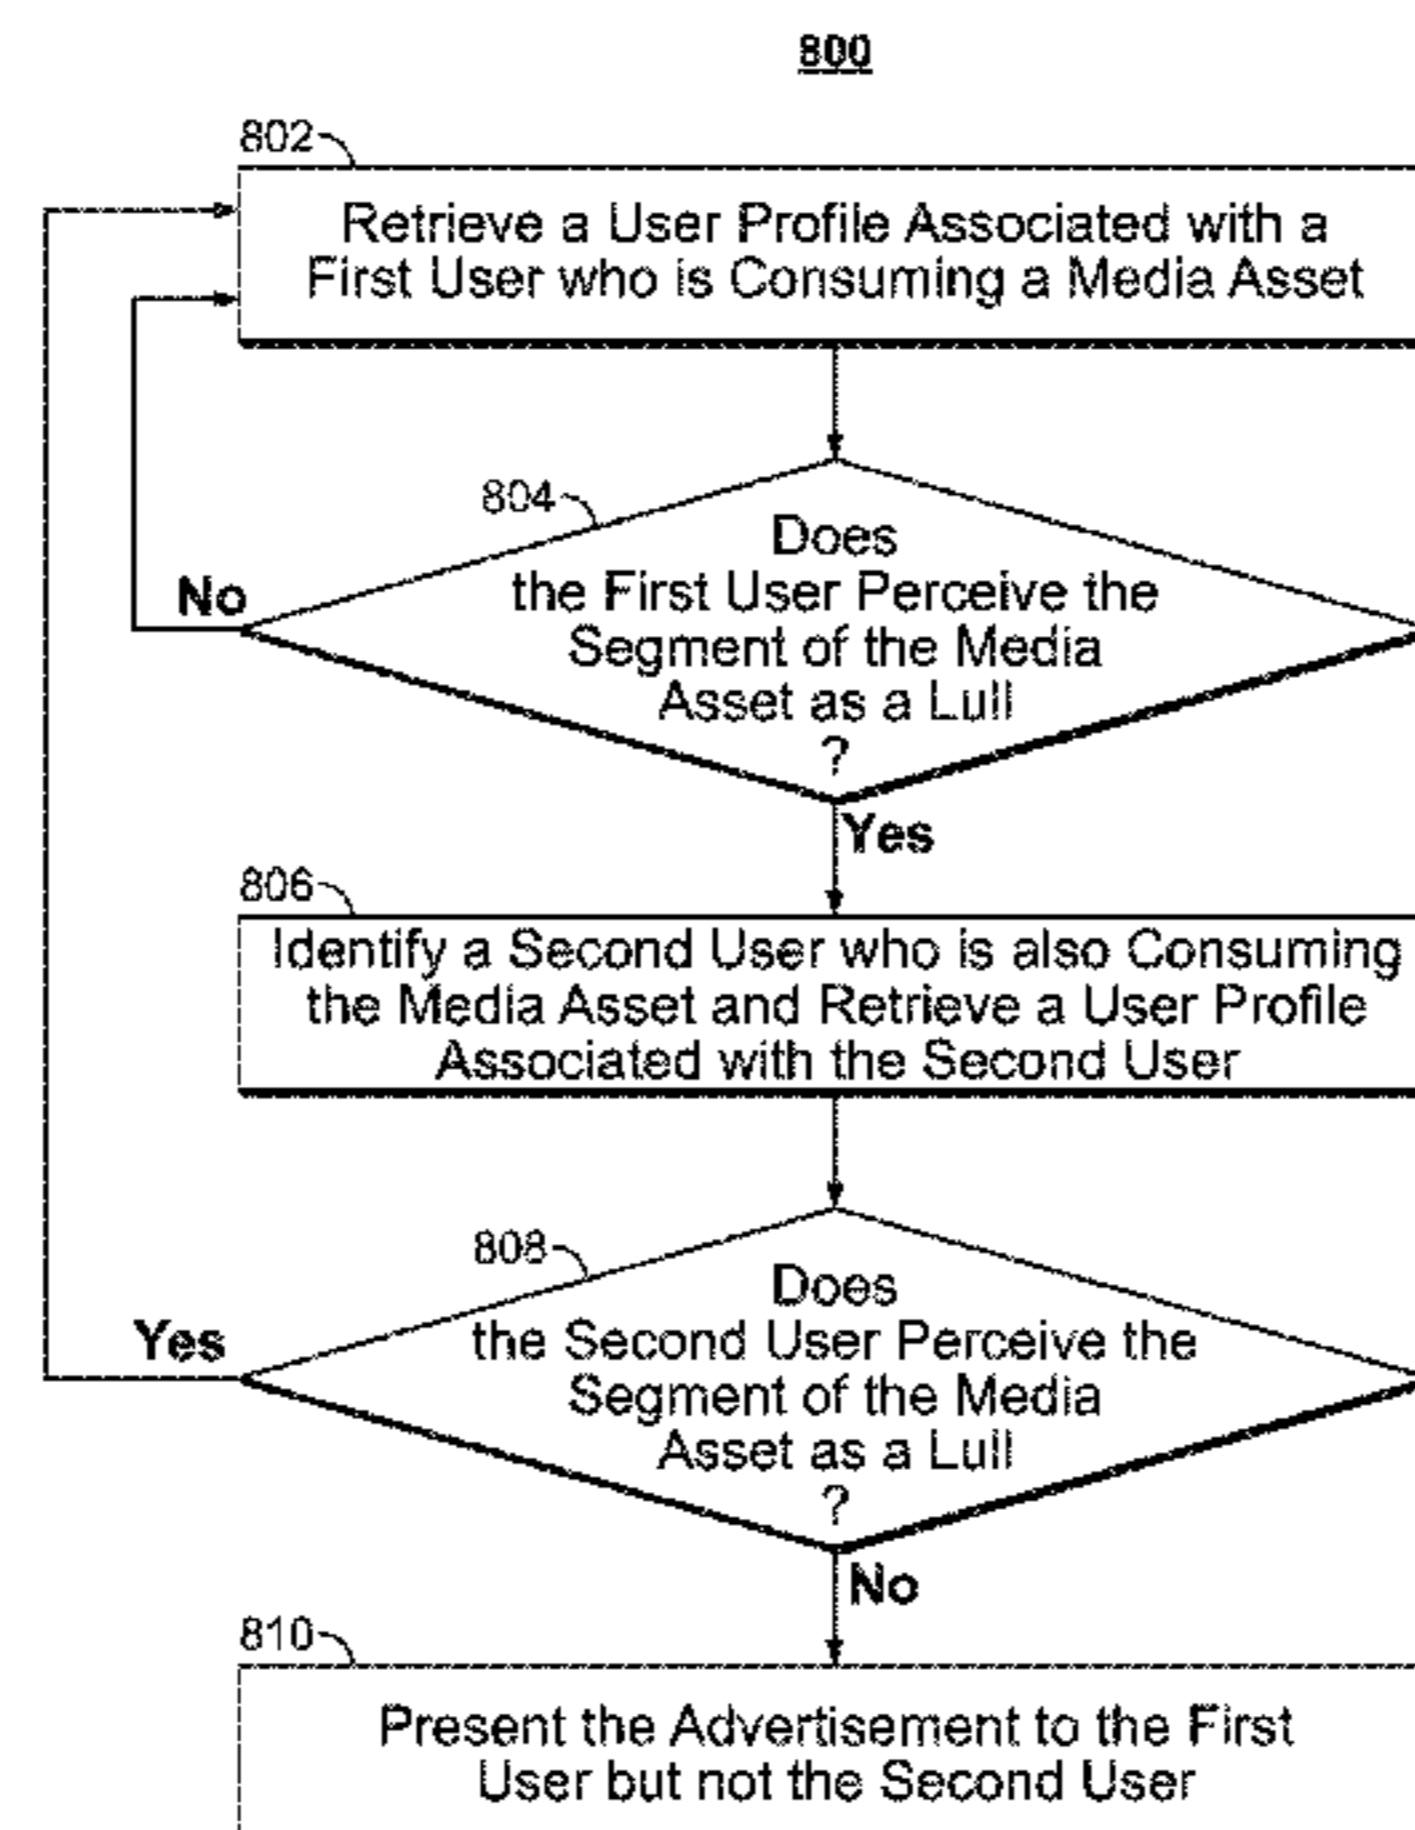 800
802
Retrieve a User Profile Associated with a
First User who is Consuming a Media Asset
804
Does
the First User Perceive the
Segment of the Media
Asset as a Lull
?
No
Yes
806
Identify a Second User who is also Consuming
the Media Asset and Retrieve a User Profile
Associated with the Second User
808
Does
the Second User Perceive the
Segment of the Media
Asset as a Lull
?
Yes
No
810
Present the Advertisement to the First
User but not the Second User